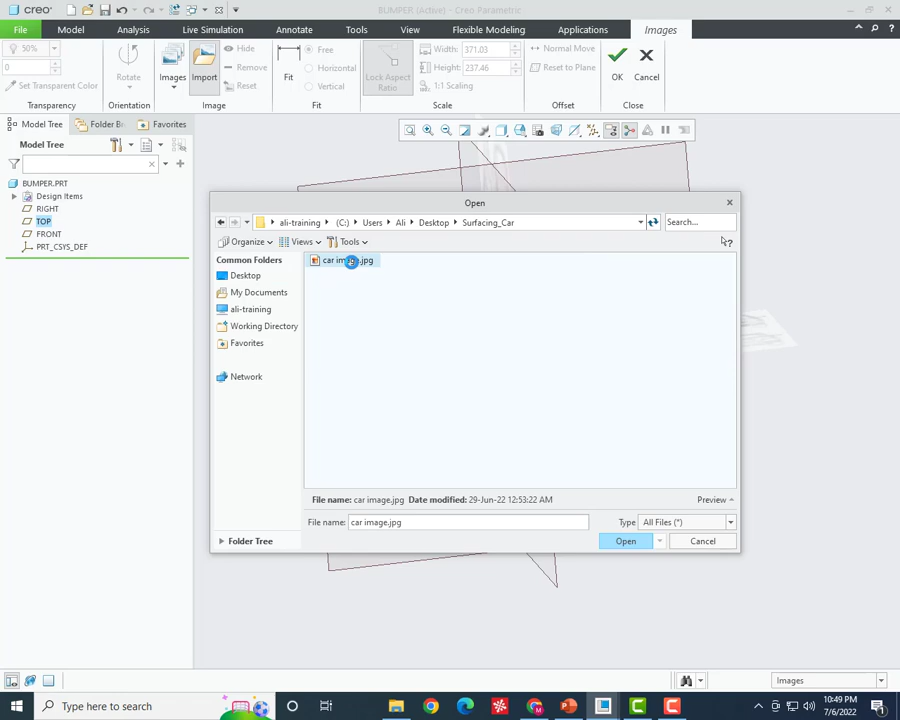 creo° BUMPER (Active) - Creo Parametric
File Model Analysis Live Simulation Annotate Tools View Flexible Modeling Applications Images
50% Hide Free Width: 371.03 Normal Move
0 Remove Horizontal Height: 237.46 Reset to Plane
Set Transparent Color Reset Vertical 1:1 Scaling
Rotate Images Import Fit Lock Aspect Ratio OK Cancel
Transparency Orientation Image Fit Scale Offset Close
Model Tree Folder Br Favorites
Model Tree
BUMPER.PRT
Design Items
RIGHT
TOP
FRONT
PRT_CSYS_DEF
Open
ali-training (C:) Users Ali Desktop Surfacing_Car Search...
Organize Views Tools
Common Folders
Desktop
My Documents
ali-training
Working Directory
Favorites
Network
car image.jpg
File name: car image.jpg Date modified: 29-Jun-22 12:53:22 AM Preview
File name: car image.jpg Type All Files (*)
Folder Tree Open Cancel
Images
Type here to search
10:49 PM
7/6/2022
1